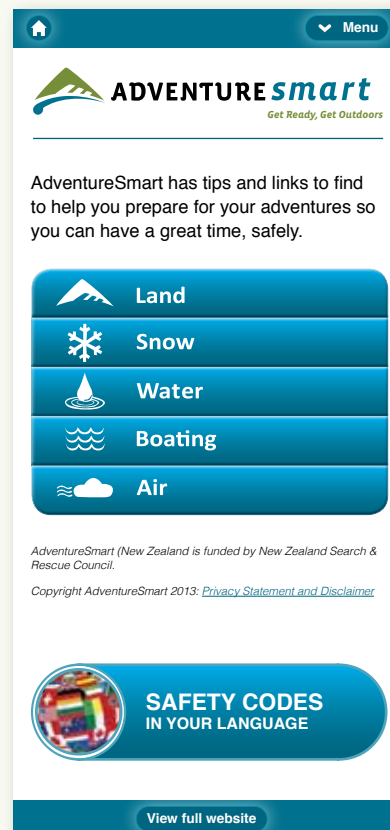 Menu
ADVENTURE smart
Get Ready, Get Outdoors
AdventureSmart has tips and links to find
to help you prepare for your adventures so
you can have a great time, safely.
Land
Snow
Water
Boating
Air
AdventureSmart (New Zealand is funded by New Zealand Search &
Rescue Council.
Copyright AdventureSmart 2013: Privacy Statement and Disclaimer
SAFETY CODES
IN YOUR LANGUAGE
View full website